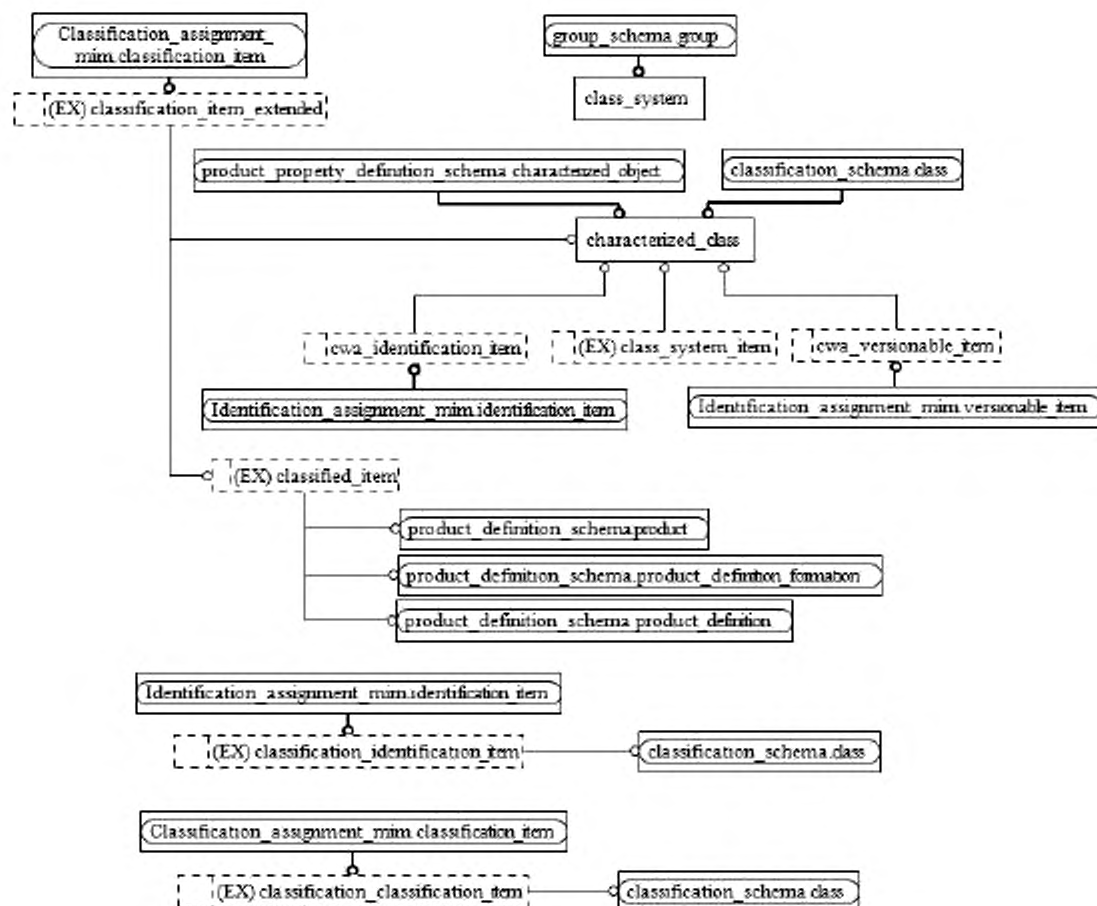 Classification_assignment_
mim.classification_item
group_schema.group
(EX) classification_item_extended
class_system
product_property_definition_schema.characterized_object
classification_schema.class
characterized_class
cwa_identification_item
(EX) class_system_item
cwa_versionable_item
Identification_assignment_mim.identification_item
Identification_assignment_mim.versionable_item
(EX) classified_item
product_definition_schema.product
product_definition_schema.product_definition_formation
product_definition_schema.product_definition
Identification_assignment_mim.identification_item
(EX) classification_identification_item
classification_schema.class
Classification_assignment_mim.classification_item
(EX) classification_classification_item
classification_schema.class